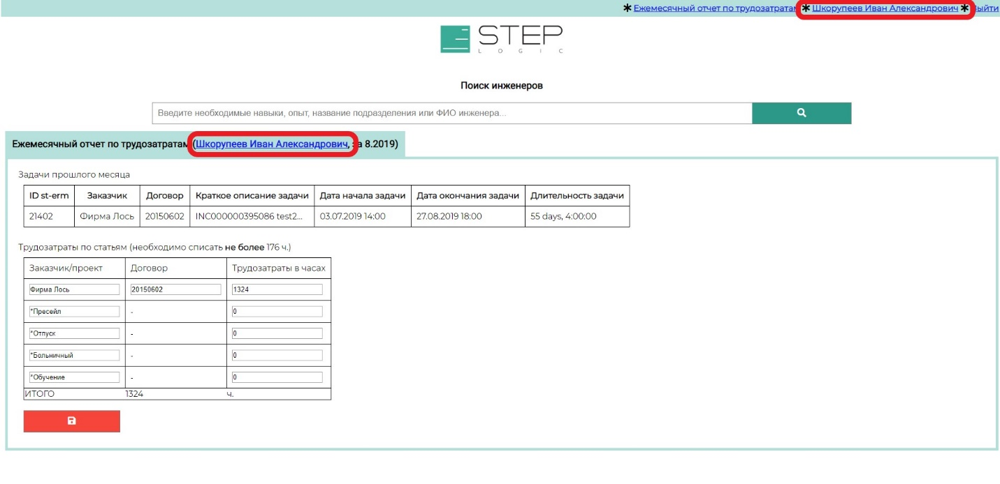 * Ежемесячный отчет по трудозатратам * Шкорупеев Иван Александрович * Выйти
STEP
LOGIC
Поиск инженеров
Введите необходимые навыки, опыт, название подразделения или ФИО инженера...
Ежемесячный отчет по трудозатратам (Шкорупеев Иван Александрович, за 8.2019)
Задачи прошлого месяца
ID st-erm Заказчик Договор Краткое описание задачи Дата начала задачи Дата окончания задачи Длительность задачи
21402 Фирма Лось 20150602 INC000000395086 test2... 03.07.2019 14:00 27.08.2019 18:00 55 days, 4:00:00
Трудозатраты по статьям (необходимо списать не более 176 ч.)
Заказчик/проект Договор Трудозатраты в часах
Фирма Лось 20150602 1324
*Пресейл - 0
*Отпуск - 0
*Больничный - 0
*Обучение - 0
ИТОГО 1324 ч.